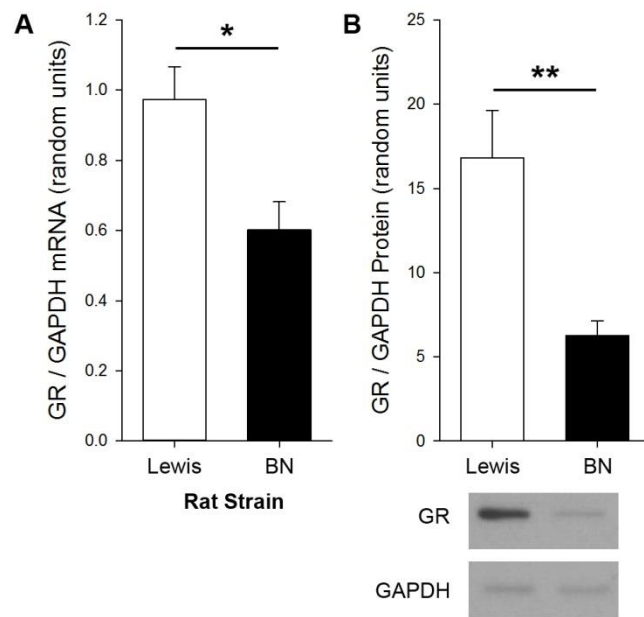 A
GR / GAPDH mRNA (random units)
1.2
1.0
0.8
0.6
0.4
0.2
0.0
*
Lewis BN
Rat Strain
B
GR / GAPDH Protein (random units)
25
20
15
10
5
0
**
Lewis BN
GR
GAPDH